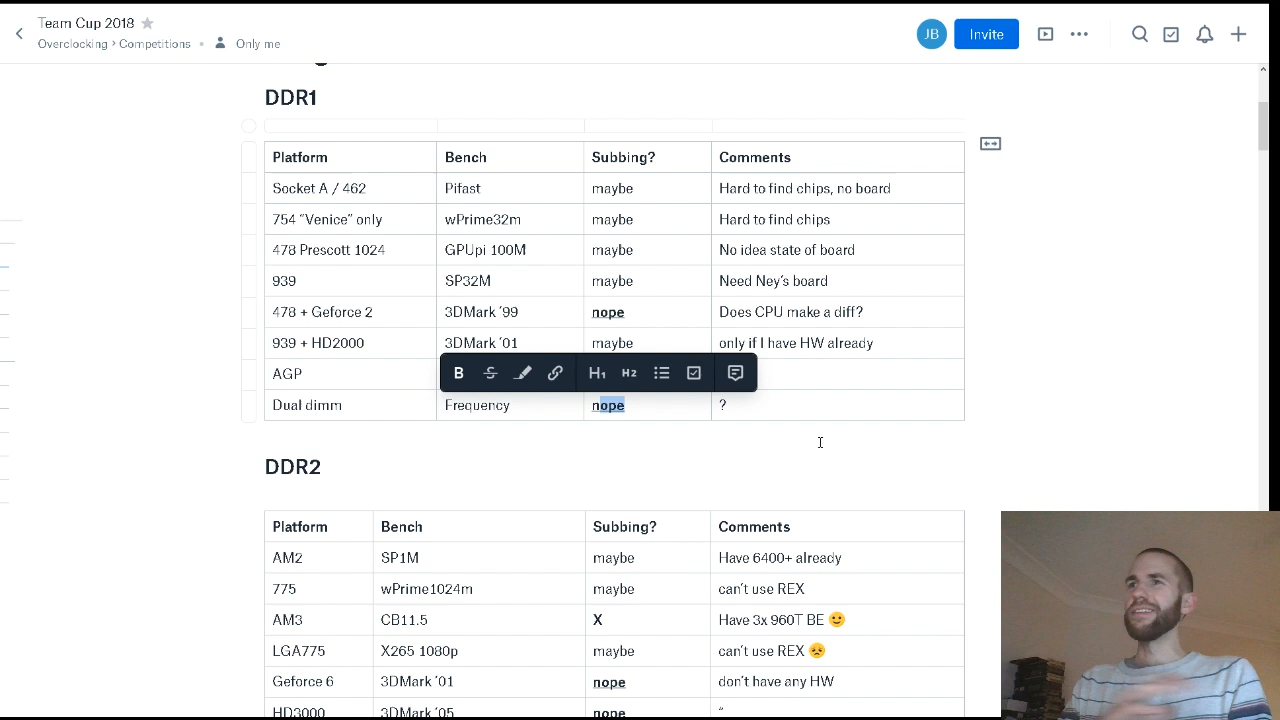 Team Cup 2018
Overclocking > Competitions • Only me
JB
Invite
DDR1
Platform Bench Subbing? Comments
Socket A / 462 Pifast maybe Hard to find chips, no board
754 “Venice” only wPrime32m maybe Hard to find chips
478 Prescott 1024 GPUpi 100M maybe No idea state of board
939 SP32M maybe Need Ney’s board
478 + Geforce 2 3DMark ‘99 nope Does CPU make a diff?
939 + HD2000 3DMark ‘01 maybe only if I have HW already
AGP
B S H1 H2
Dual dimm Frequency nope ?
DDR2
Platform Bench Subbing? Comments
AM2 SP1M maybe Have 6400+ already
775 wPrime1024m maybe can’t use REX
AM3 CB11.5 X Have 3x 960T BE 🙂
LGA775 X265 1080p maybe can’t use REX 😞
Geforce 6 3DMark ‘01 nope don’t have any HW
HD3000 3DMark ‘05 nope “